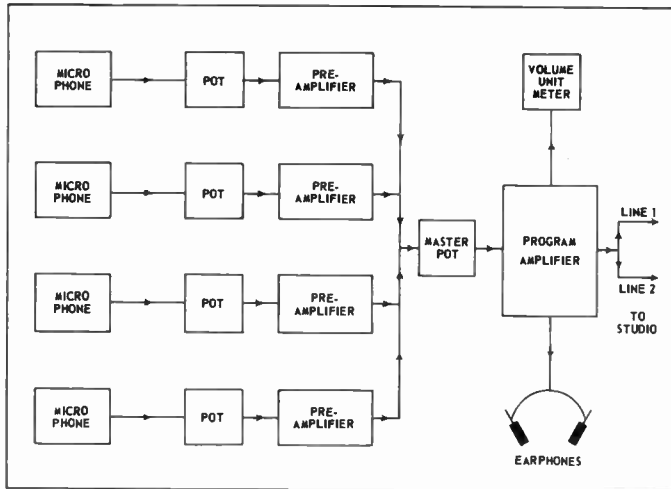 MICRO
PHONE
POT
PRE-
AMPLIFIER
VOLUME
UNIT
METER
MICRO
PHONE
POT
PRE-
AMPLIFIER
MASTER
POT
PROGRAM
AMPLIFIER
LINE 1
LINE 2
TO
STUDIO
MICRO
PHONE
POT
PRE-
AMPLIFIER
MICRO
PHONE
POT
PRE-
AMPLIFIER
EARPHONES